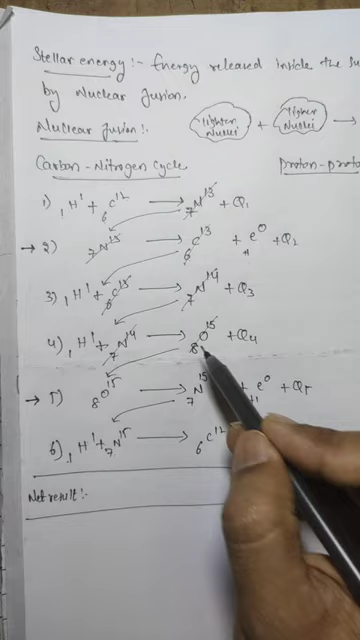 Stellar energy :- Energy released inside the Su
by Nuclear fusion.
Nuclear fusion :- lighter Nuclei + lighter Nuclei →
Carbon-Nitrogen Cycle
Proton-proto
1) ₁H¹ + ₆C¹² → ₇N¹³ + Q₁
→ 2) ₇N¹³ → ₆C¹³ + ₊₁e⁰ + Q₂
3) ₁H¹ + ₆C¹³ → ₇N¹⁴ + Q₃
4) ₁H¹ + ₇N¹⁴ → ₈O¹⁵ + Q₄
→ 5) ₈O¹⁵ → ₇N¹⁵ + ₊₁e⁰ + Q₅
6) ₁H¹ + ₇N¹⁵ → ₆C¹²
Net result :-